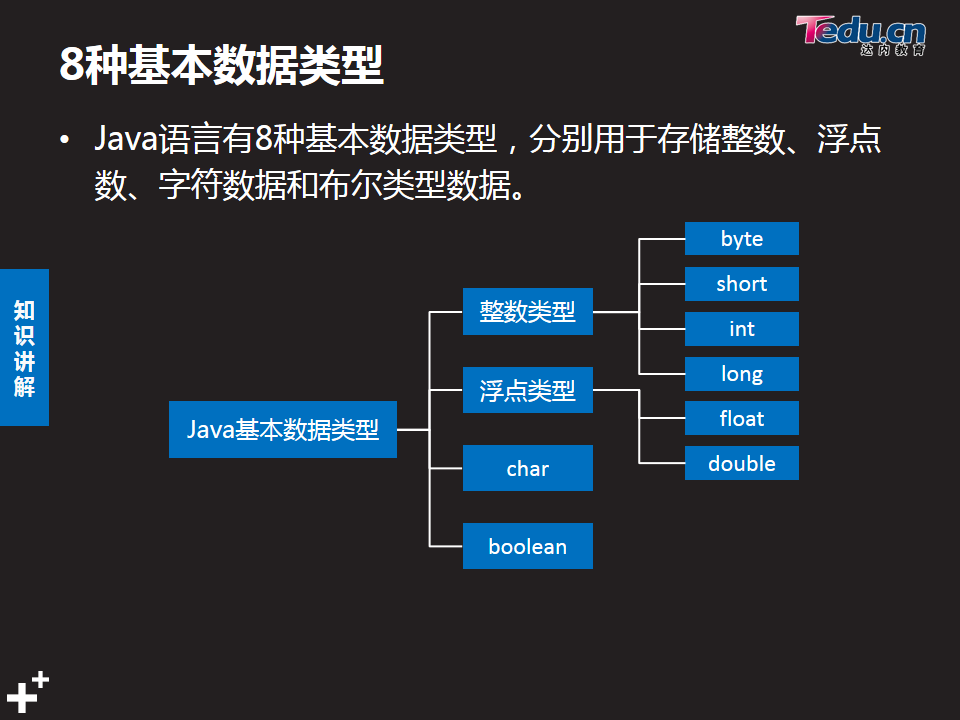 Tedu.cn
达内教育
8种基本数据类型
• Java语言有8种基本数据类型，分别用于存储整数、浮点
数、字符数据和布尔类型数据。
知
识
讲
解
Java基本数据类型
整数类型
浮点类型
char
boolean
byte
short
int
long
float
double